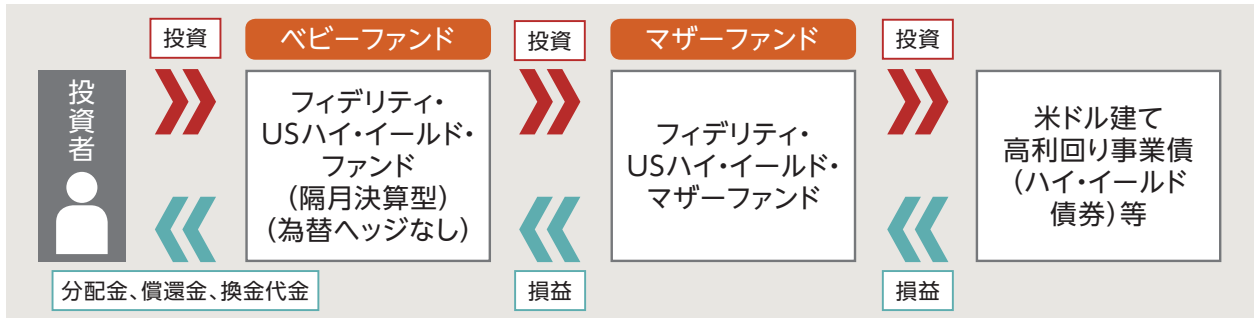 投資
ベビーファンド
投資
マザーファンド
投資
投資者
フィデリティ・
USハイ・イールド・
ファンド
(隔月決算型)
(為替ヘッジなし)
フィデリティ・
USハイ・イールド・
マザーファンド
米ドル建て
高利回り事業債
(ハイ・イールド
債券)等
分配金、償還金、換金代金
損益
損益